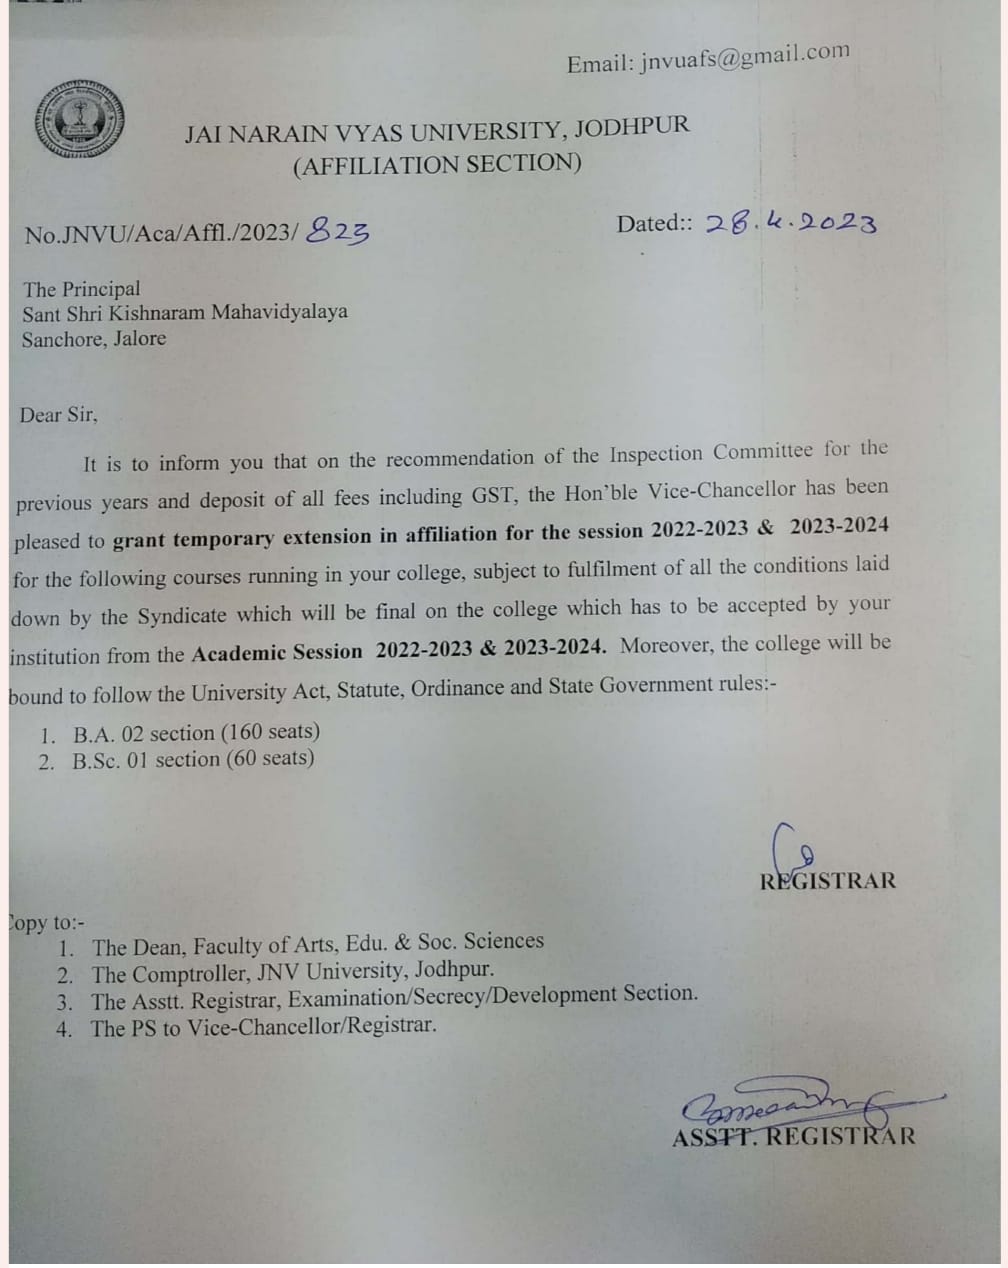 Email: jnvuafs@gmail.com
JAI NARAIN VYAS UNIVERSITY, JODHPUR
(AFFILIATION SECTION)
No.JNVU/Aca/Affl./2023/ 823
Dated:: 28.4.2023
The Principal
Sant Shri Kishnaram Mahavidyalaya
Sanchore, Jalore
Dear Sir,
It is to inform you that on the recommendation of the Inspection Committee for the
previous years and deposit of all fees including GST, the Hon'ble Vice-Chancellor has been
pleased to grant temporary extension in affiliation for the session 2022-2023 & 2023-2024
for the following courses running in your college, subject to fulfilment of all the conditions laid
down by the Syndicate which will be final on the college which has to be accepted by your
institution from the Academic Session 2022-2023 & 2023-2024. Moreover, the college will be
bound to follow the University Act, Statute, Ordinance and State Government rules:-
1. B.A. 02 section (160 seats)
2. B.Sc. 01 section (60 seats)
REGISTRAR
Copy to:-
1. The Dean, Faculty of Arts, Edu. & Soc. Sciences
2. The Comptroller, JNV University, Jodhpur.
3. The Asstt. Registrar, Examination/Secrecy/Development Section.
4. The PS to Vice-Chancellor/Registrar.
ASSTT. REGISTRAR